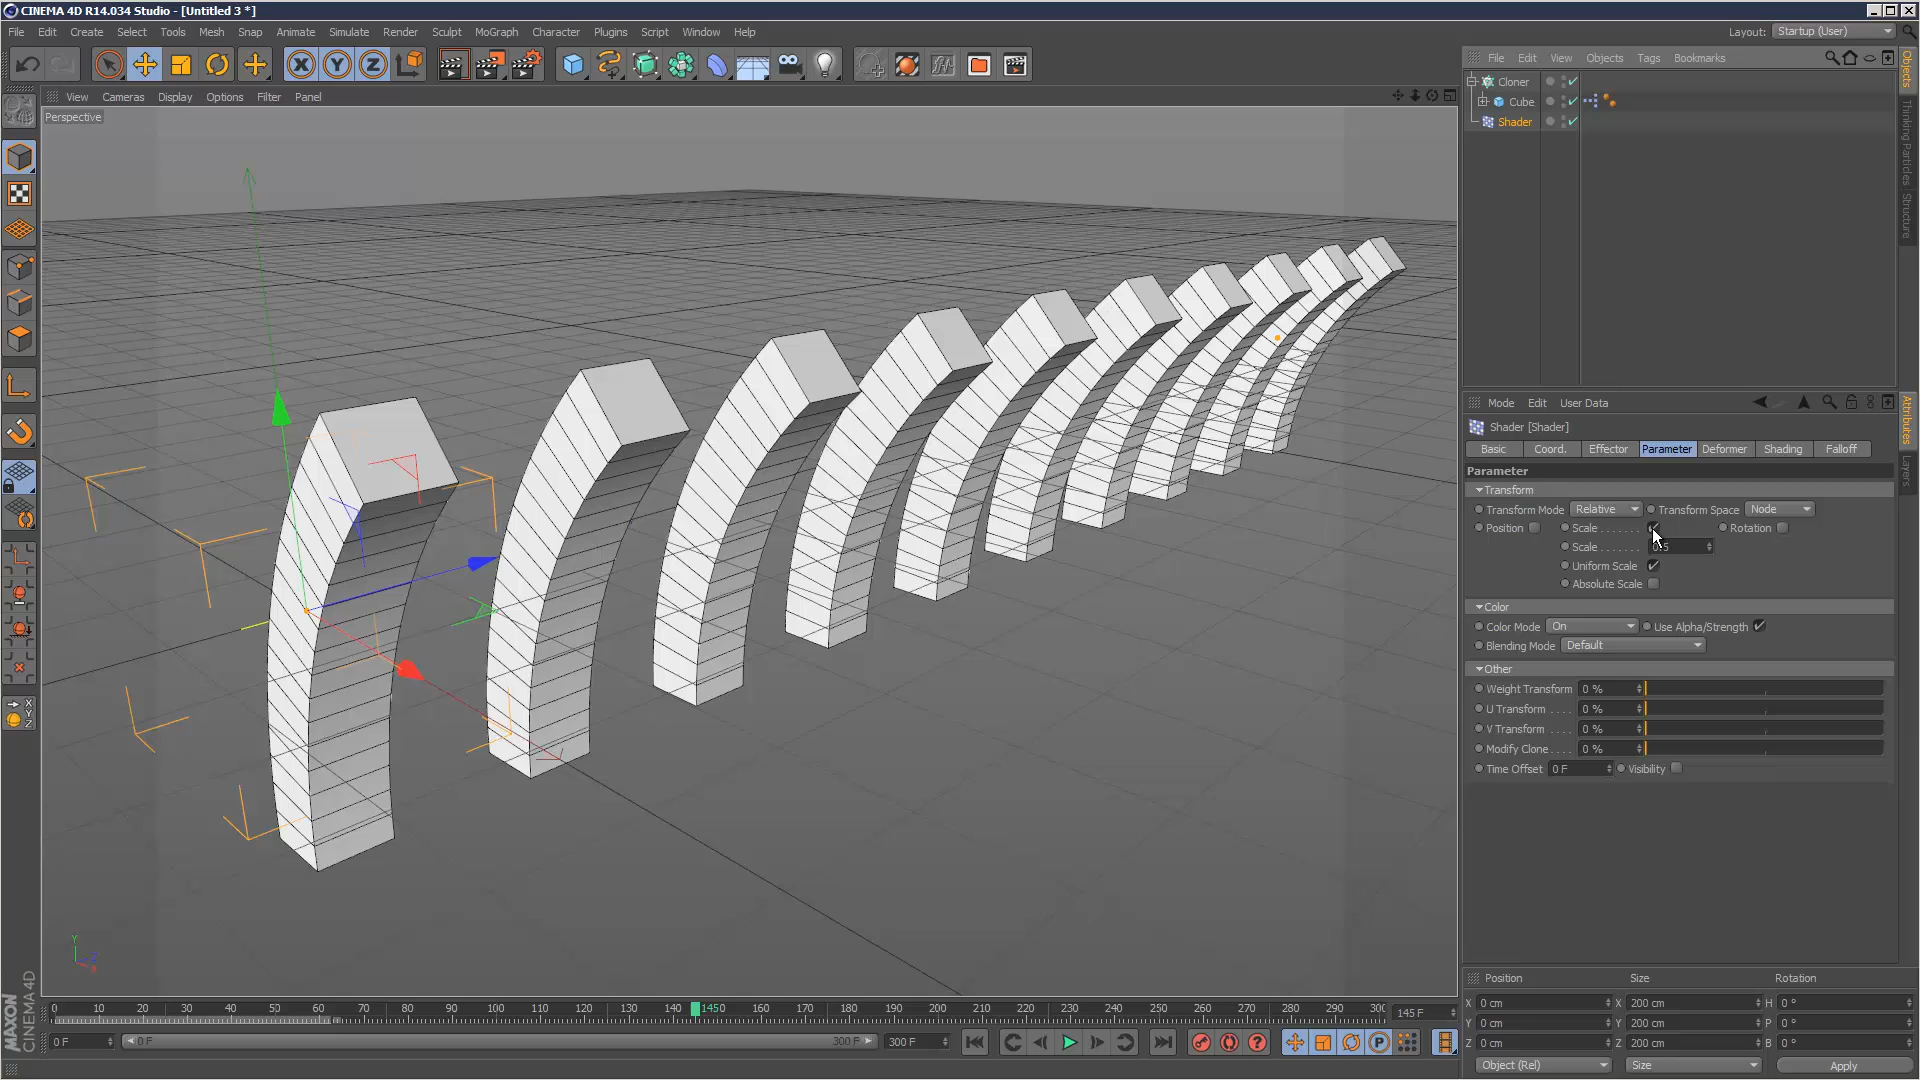 CINEMA 4D R14.034 Studio - [Untitled 3 *]
File Edit Create Select Tools Mesh Snap Animate Simulate Render Sculpt MoGraph Character Plugins Script Window Help
Layout: Startup (User)
X Y Z
View Cameras Display Options Filter Panel
Perspective
File Edit View Objects Tags Bookmarks
Cloner
Cube
Shader
Objects
Thinking Particles
Structure
Mode Edit User Data
Shader [Shader]
Basic Coord. Effector Parameter Deformer Shading Falloff
Parameter
Transform
Transform Mode Relative Transform Space Node
Position Scale . . . . . . . Rotation
Scale . . . . . . .
Uniform Scale
Absolute Scale
Color
Color Mode On Use Alpha/Strength
Blending Mode Default
Other
Weight Transform 0 %
U Transform . . . . 0 %
V Transform . . . . 0 %
Modify Clone . . . . 0 %
Time Offset 0 F Visibility
Attributes
Layers
X Y Z
Y
MAXON
CINEMA 4D
0 10 20 30 40 50 60 70 80 90 100 110 120 130 140 1450 160 170 180 190 200 210 220 230 240 250 260 270 280 290 300 145 F
0 F 0 F 300 F 300 F
P
Position Size Rotation
X 0 cm X 200 cm H 0 °
Y 0 cm Y 200 cm P 0 °
Z 0 cm Z 200 cm B 0 °
Object (Rel) Size Apply